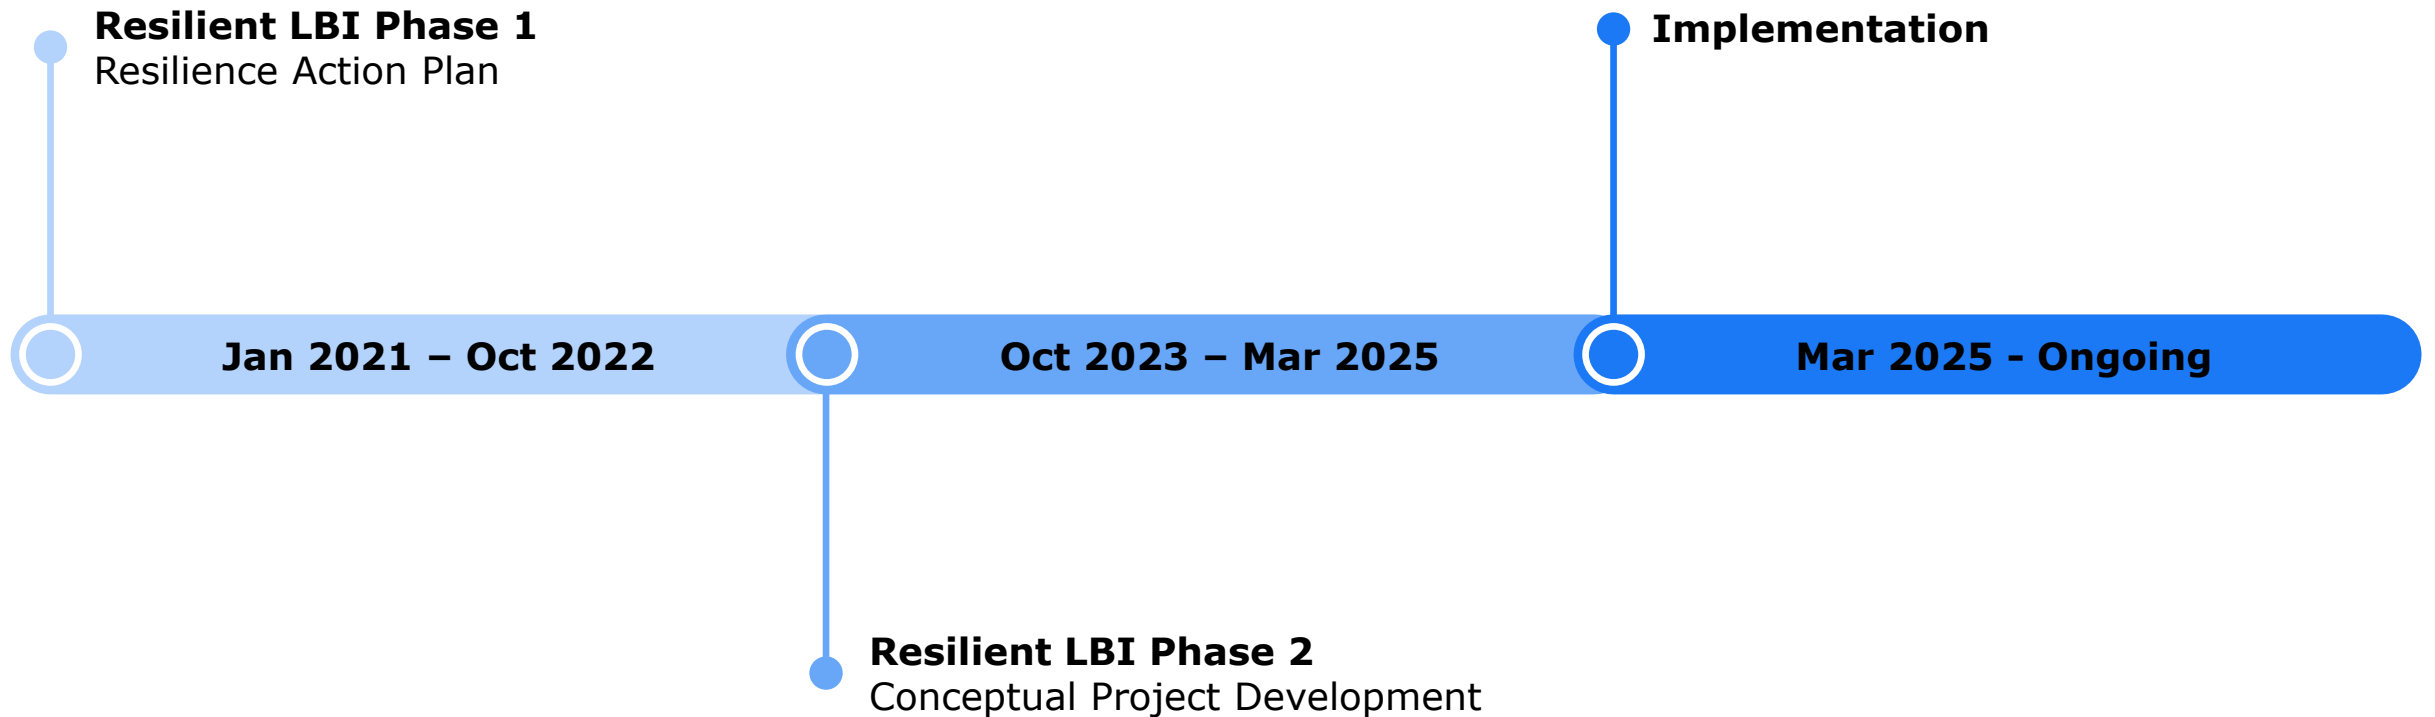 Resilient LBI Phase 1
Resilience Action Plan
Implementation
Jan 2021 – Oct 2022
Oct 2023 – Mar 2025
Mar 2025 - Ongoing
Resilient LBI Phase 2
Conceptual Project Development